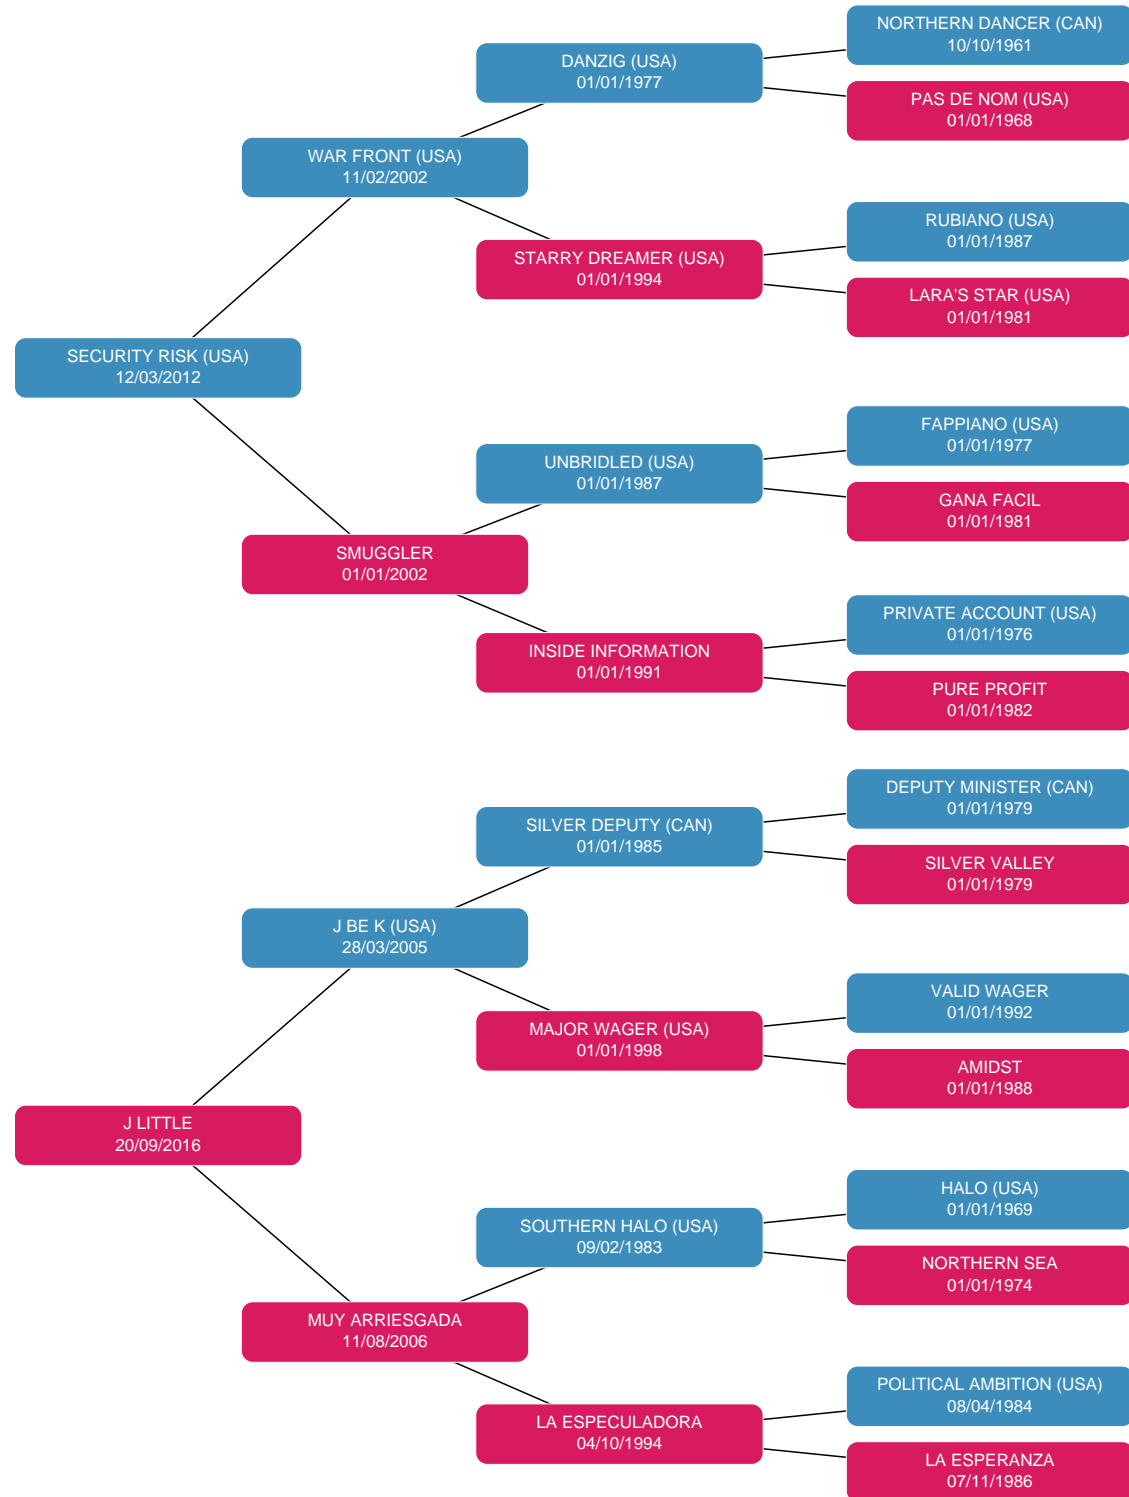 NORTHERN DANCER (CAN)
10/10/1961
DANZIG (USA)
01/01/1977
PAS DE NOM (USA)
01/01/1968
WAR FRONT (USA)
11/02/2002
RUBIANO (USA)
01/01/1987
STARRY DREAMER (USA)
01/01/1994
LARA'S STAR (USA)
01/01/1981
SECURITY RISK (USA)
12/03/2012
FAPPIANO (USA)
01/01/1977
UNBRIDLED (USA)
01/01/1987
GANA FACIL
01/01/1981
SMUGGLER
01/01/2002
PRIVATE ACCOUNT (USA)
01/01/1976
INSIDE INFORMATION
01/01/1991
PURE PROFIT
01/01/1982
DEPUTY MINISTER (CAN)
01/01/1979
SILVER DEPUTY (CAN)
01/01/1985
SILVER VALLEY
01/01/1979
J BE K (USA)
28/03/2005
VALID WAGER
01/01/1992
MAJOR WAGER (USA)
01/01/1998
AMIDST
01/01/1988
J LITTLE
20/09/2016
HALO (USA)
01/01/1969
SOUTHERN HALO (USA)
09/02/1983
NORTHERN SEA
01/01/1974
MUY ARRIESGADA
11/08/2006
POLITICAL AMBITION (USA)
08/04/1984
LA ESPECULADORA
04/10/1994
LA ESPERANZA
07/11/1986